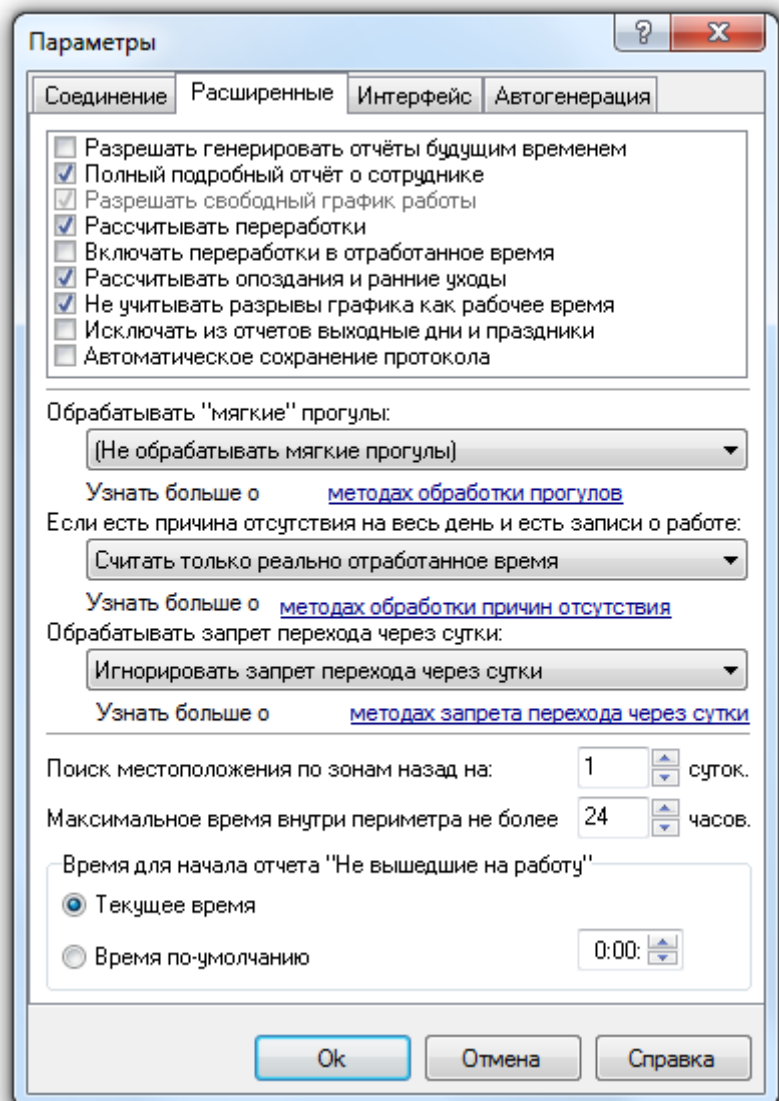 Параметры
Соединение Расширенные Интерфейс Автогенерация
Разрешать генерировать отчёты будущим временем
Полный подробный отчёт о сотруднике
Разрешать свободный график работы
Рассчитывать переработки
Включать переработки в отработанное время
Рассчитывать опоздания и ранние уходы
Не учитывать разрывы графика как рабочее время
Исключать из отчетов выходные дни и праздники
Автоматическое сохранение протокола
Обрабатывать "мягкие" прогулы:
(Не обрабатывать мягкие прогулы)
Узнать больше о методах обработки прогулов
Если есть причина отсутствия на весь день и есть записи о работе:
Считать только реально отработанное время
Узнать больше о методах обработки причин отсутствия
Обрабатывать запрет перехода через сутки:
Игнорировать запрет перехода через сутки
Узнать больше о методах запрета перехода через сутки
Поиск местоположения по зонам назад на: 1 суток.
Максимальное время внутри периметра не более 24 часов.
Время для начала отчета "Не вышедшие на работу"
Текущее время
Время по-умолчанию 0:00:
Ok Отмена Справка